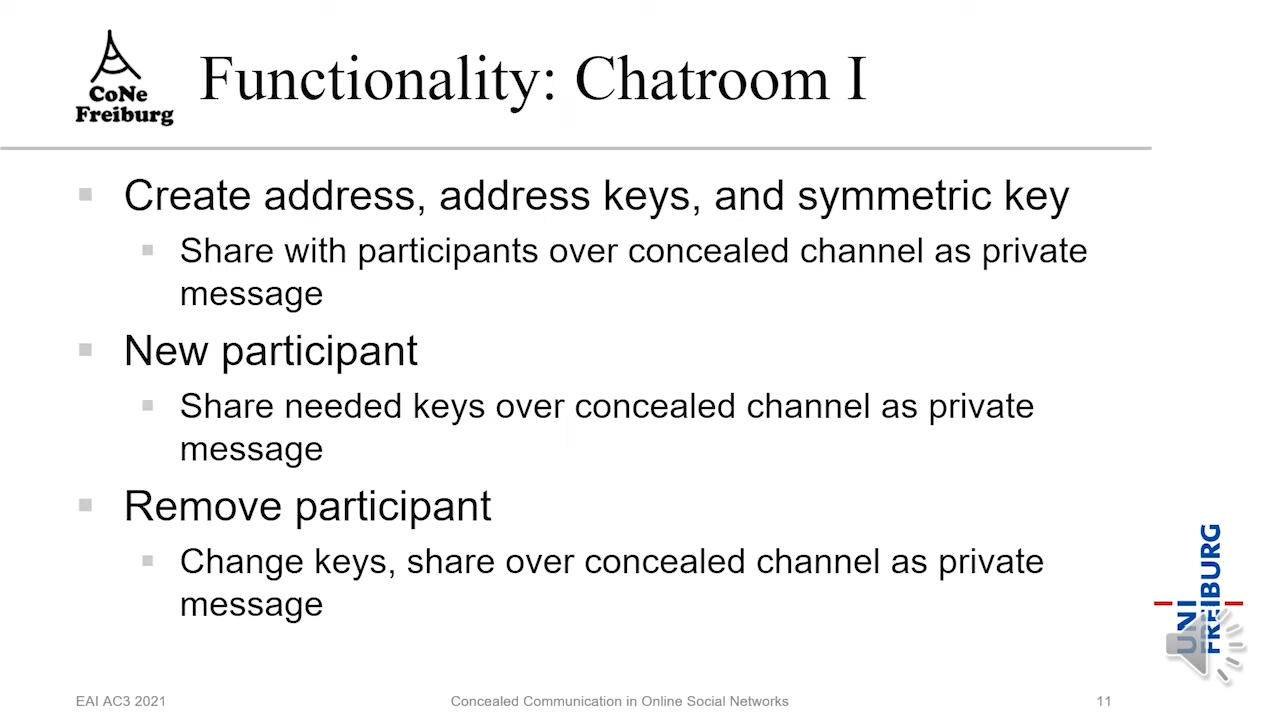 CoNe
Freiburg
Functionality: Chatroom I
Create address, address keys, and symmetric key
Share with participants over concealed channel as private
message
New participant
Share needed keys over concealed channel as private
message
Remove participant
Change keys, share over concealed channel as private
message
UNI
FREIBURG
EAI AC3 2021
Concealed Communication in Online Social Networks
11